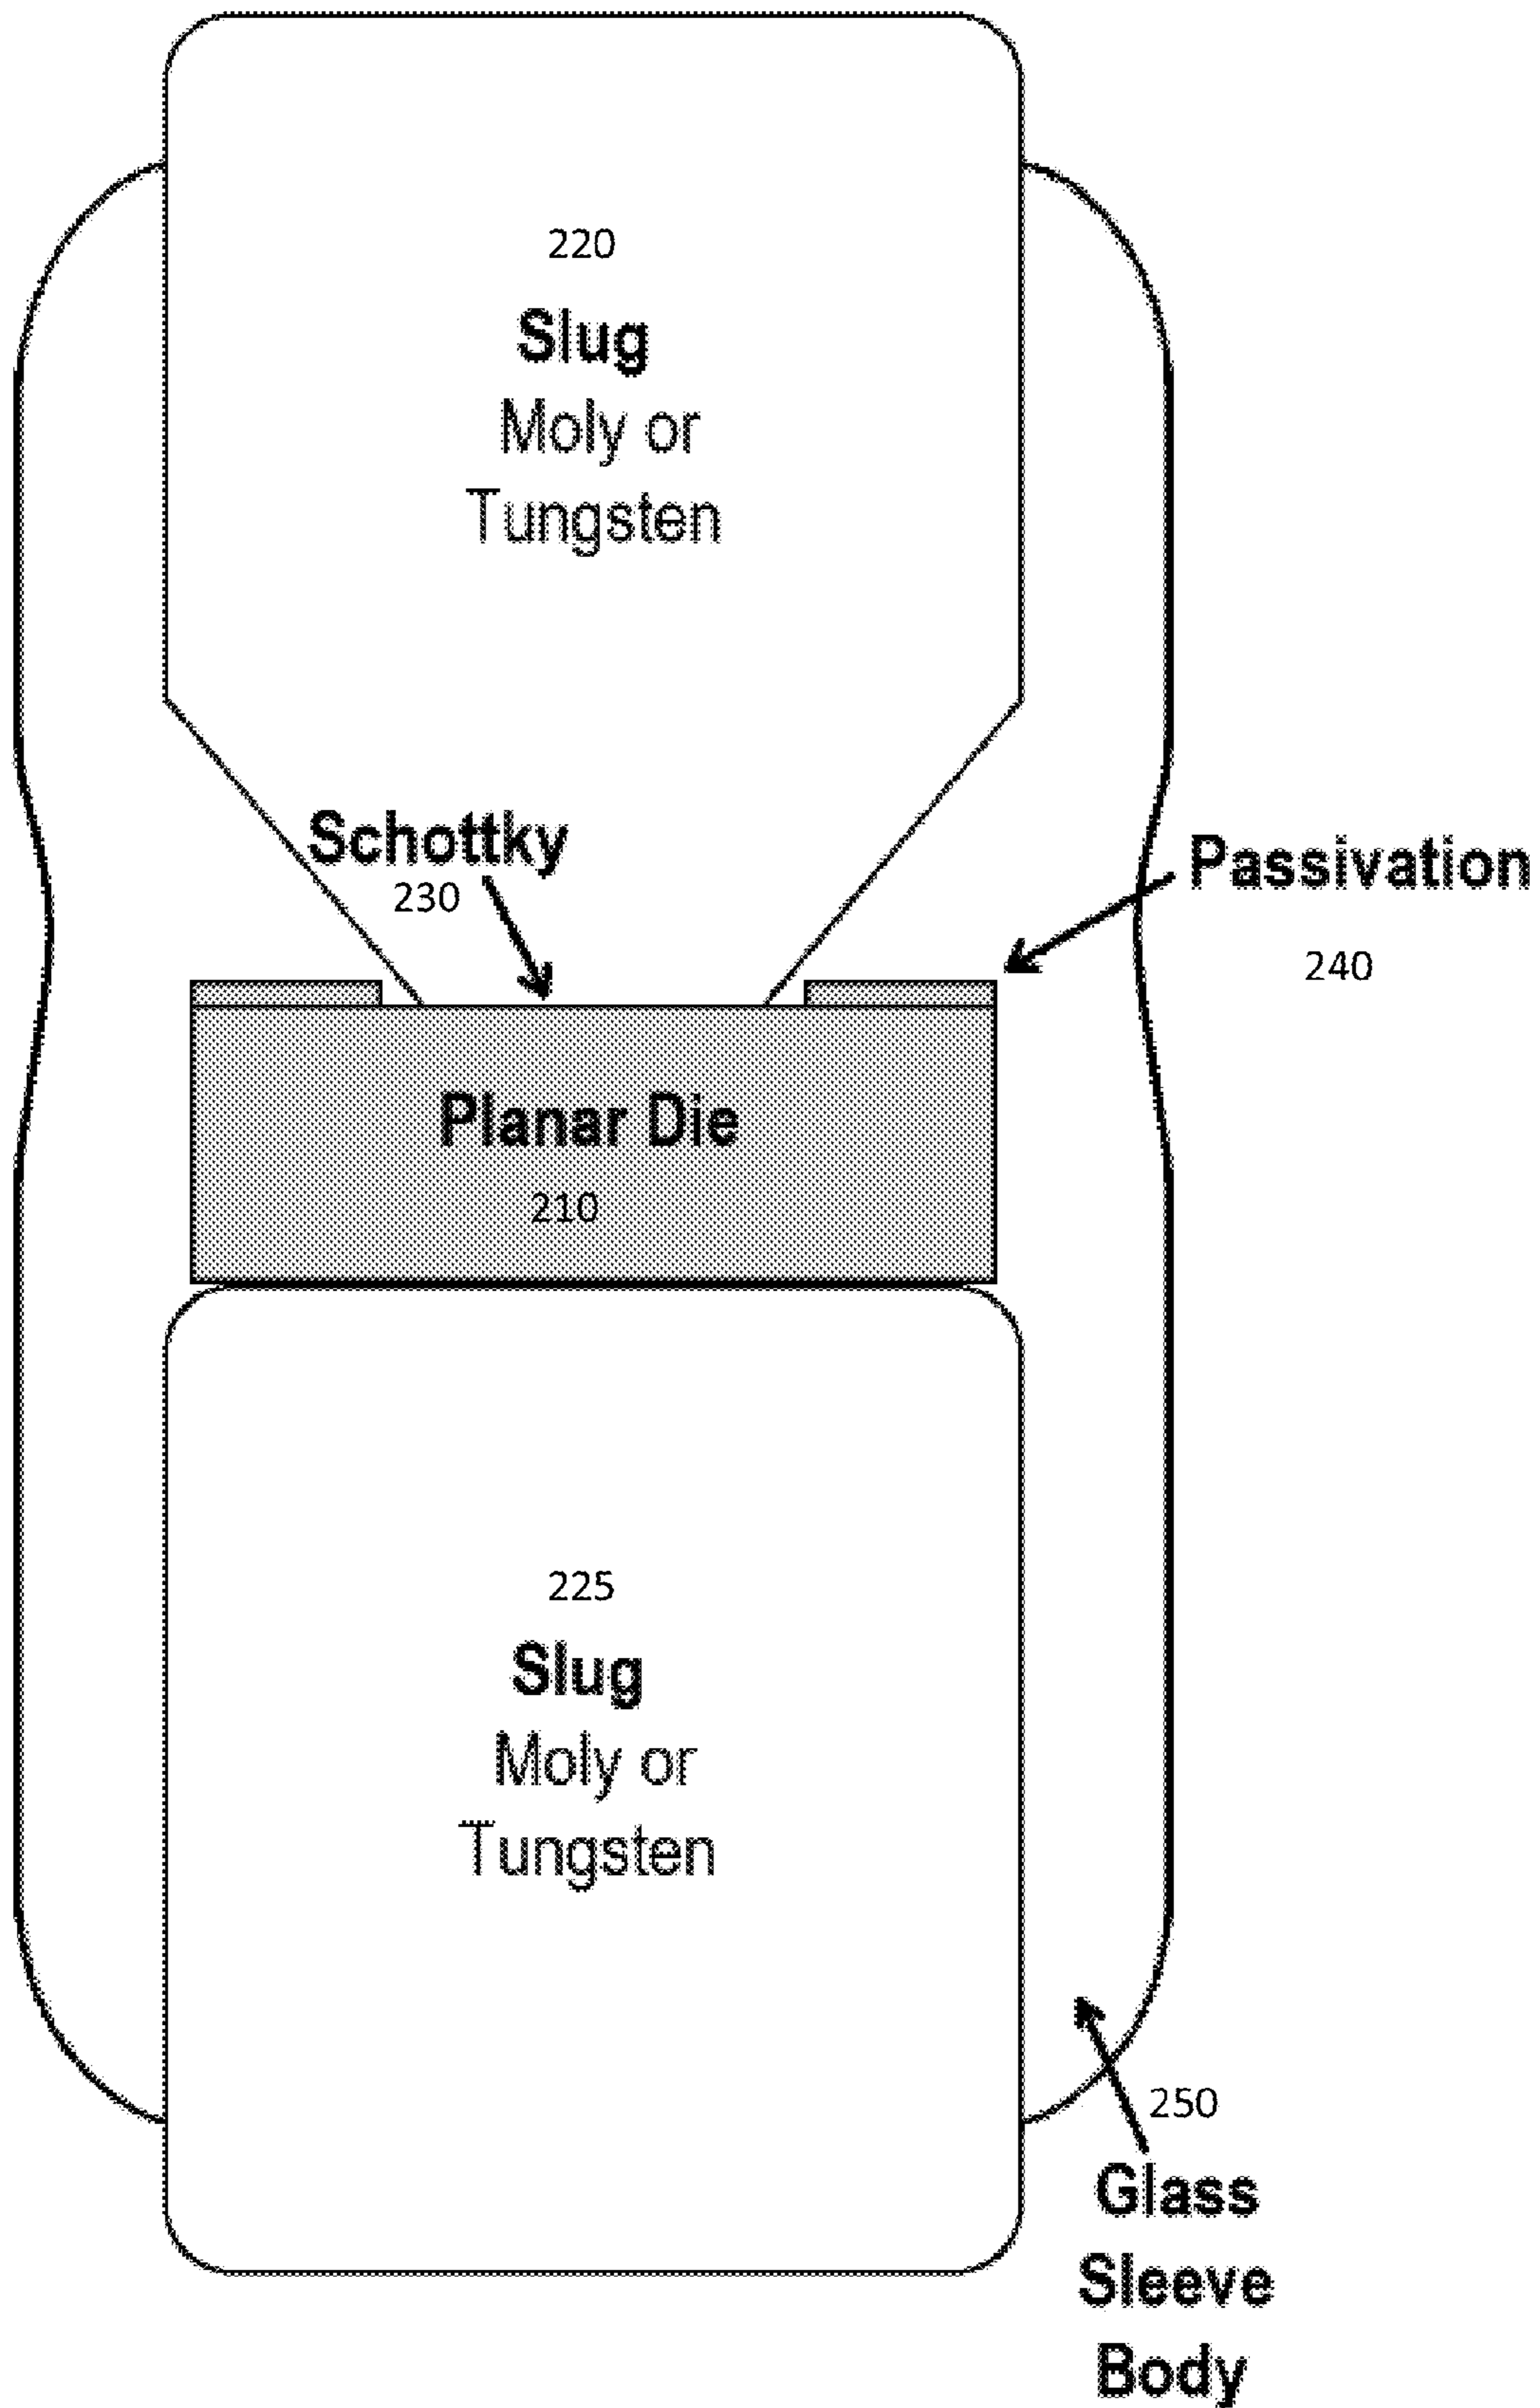 220
Slug
Moly or
Tungsten
Schottky
230
Passivation
240
Planar Die
210
225
Slug
Moly or
Tungsten
250
Glass
Sleeve
Body